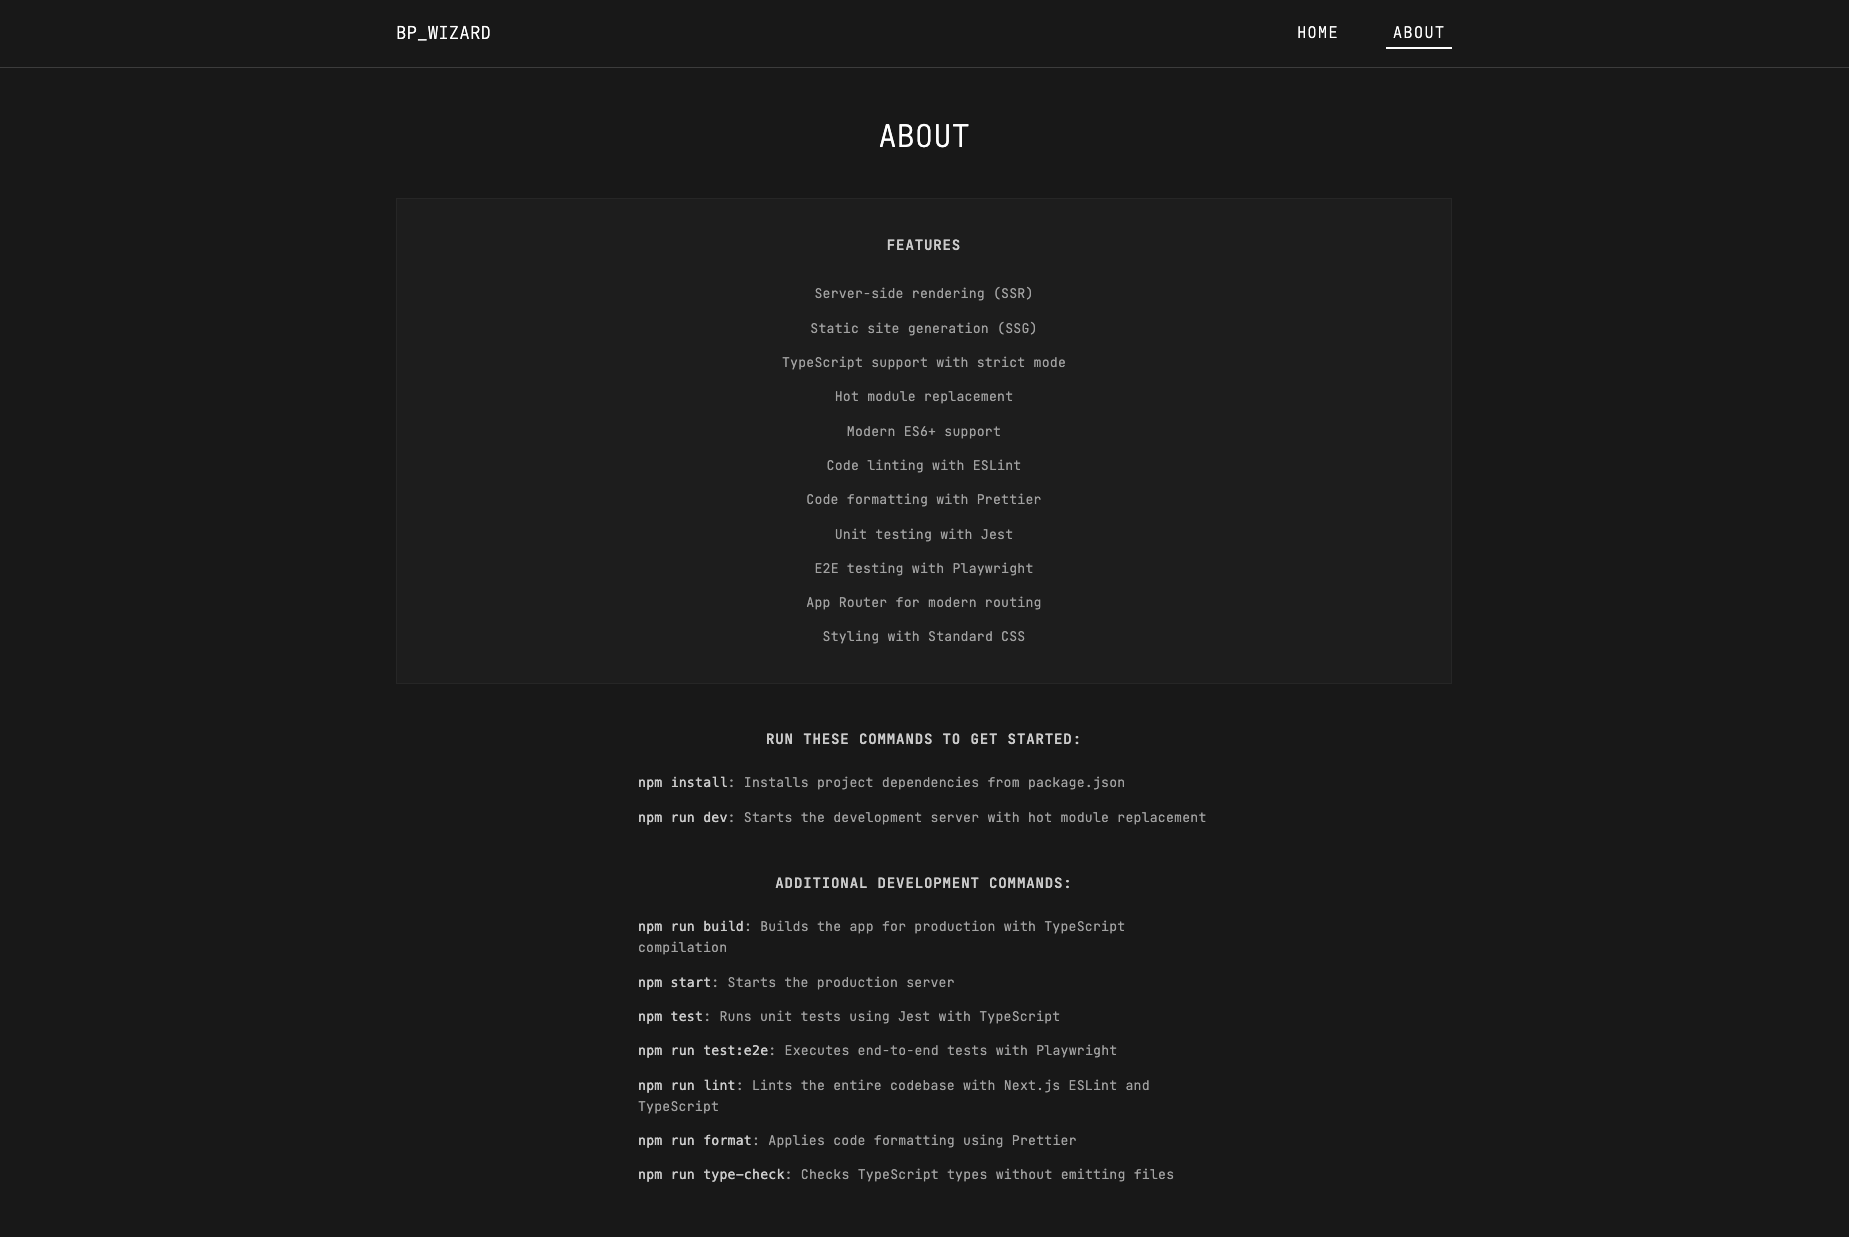 BP_WIZARD
HOME
ABOUT
ABOUT
FEATURES
Server-side rendering (SSR)
Static site generation (SSG)
TypeScript support with strict mode
Hot module replacement
Modern ES6+ support
Code linting with ESLint
Code formatting with Prettier
Unit testing with Jest
E2E testing with Playwright
App Router for modern routing
Styling with Standard CSS
RUN THESE COMMANDS TO GET STARTED:
npm install: Installs project dependencies from package.json
npm run dev: Starts the development server with hot module replacement
ADDITIONAL DEVELOPMENT COMMANDS:
npm run build: Builds the app for production with TypeScript
compilation
npm start: Starts the production server
npm test: Runs unit tests using Jest with TypeScript
npm run test:e2e: Executes end-to-end tests with Playwright
npm run lint: Lints the entire codebase with Next.js ESLint and
TypeScript
npm run format: Applies code formatting using Prettier
npm run type-check: Checks TypeScript types without emitting files